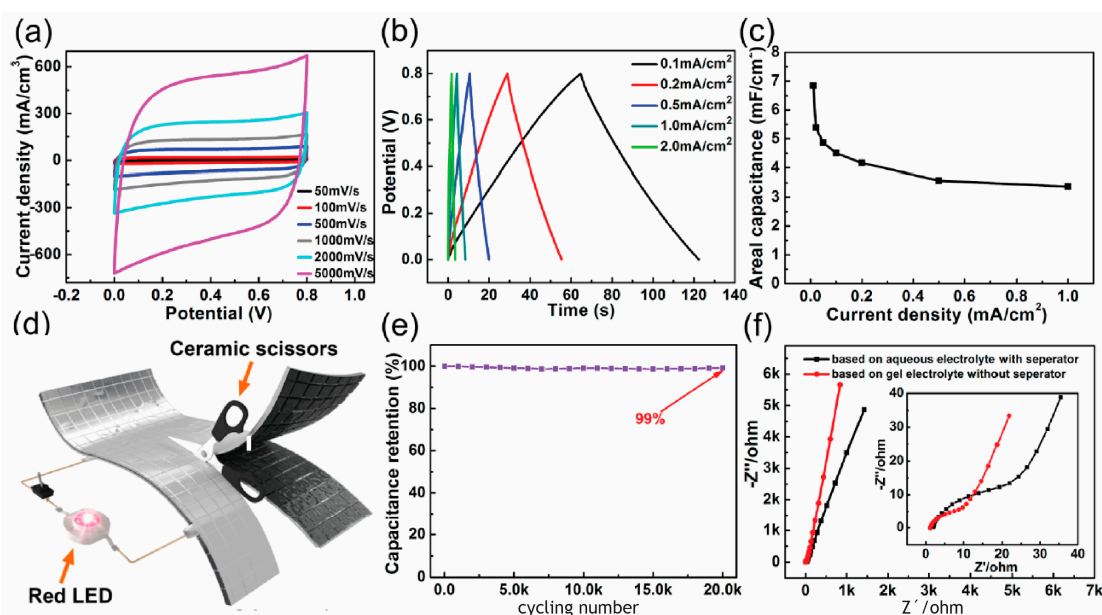 (a)
Current density (mA/cm³)
600
300
0
-300
-600
-0.2 0.0 0.2 0.4 0.6 0.8 1.0
Potential (V)
50mV/s
100mV/s
500mV/s
1000mV/s
2000mV/s
5000mV/s
(b)
Potential (V)
0.8
0.6
0.4
0.2
0.0
0 20 40 60 80 100 120 140
Time (s)
0.1mA/cm²
0.2mA/cm²
0.5mA/cm²
1.0mA/cm²
2.0mA/cm²
(c)
Areal capacitance (mF/cm²)
8
7
6
5
4
3
2
1
0
0.0 0.2 0.4 0.6 0.8 1.0
Current density (mA/cm²)
(d)
Ceramic scissors
Red LED
(e)
Capacitance retention (%)
120
100
80
60
40
20
0
0.0 5.0k 10.0k 15.0k 20.0k
cycling number
99%
(f)
-Z''/ohm
6k
5k
4k
3k
2k
1k
0
0 1k 2k 3k 4k 5k 6k 7k
Z´/ohm
based on aqueous electrolyte with seperator
based on gel electrolyte without seperator
-Z''/ohm
40
30
20
10
0
0 10 20 30 40
Z'/ohm